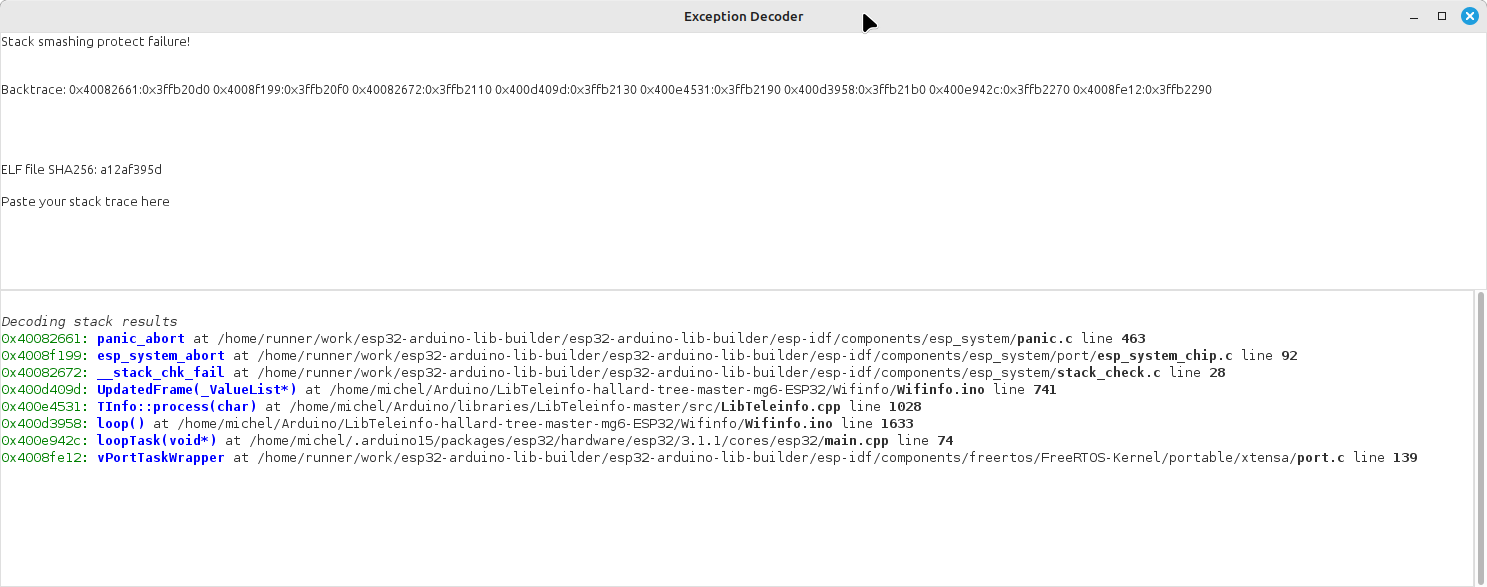 Exception Decoder
Stack smashing protect failure!
Backtrace: 0x40082661:0x3ffb20d0 0x4008f199:0x3ffb20f0 0x40082672:0x3ffb2110 0x400d409d:0x3ffb2130 0x400e4531:0x3ffb2190 0x400d3958:0x3ffb21b0 0x400e942c:0x3ffb2270 0x4008fe12:0x3ffb2290
ELF file SHA256: a12af395d
Paste your stack trace here
Decoding stack results
0x40082661: panic_abort at /home/runner/work/esp32-arduino-lib-builder/esp32-arduino-lib-builder/esp-idf/components/esp_system/panic.c line 463
0x4008f199: esp_system_abort at /home/runner/work/esp32-arduino-lib-builder/esp32-arduino-lib-builder/esp-idf/components/esp_system/port/esp_system_chip.c line 92
0x40082672: __stack_chk_fail at /home/runner/work/esp32-arduino-lib-builder/esp32-arduino-lib-builder/esp-idf/components/esp_system/stack_check.c line 28
0x400d409d: UpdatedFrame(_ValueList*) at /home/michel/Arduino/LibTeleinfo-hallard-tree-master-mg6-ESP32/Wifinfo/Wifinfo.ino line 741
0x400e4531: TInfo::process(char) at /home/michel/Arduino/libraries/LibTeleinfo-master/src/LibTeleinfo.cpp line 1028
0x400d3958: loop() at /home/michel/Arduino/LibTeleinfo-hallard-tree-master-mg6-ESP32/Wifinfo/Wifinfo.ino line 1633
0x400e942c: loopTask(void*) at /home/michel/.arduino15/packages/esp32/hardware/esp32/3.1.1/cores/esp32/main.cpp line 74
0x4008fe12: vPortTaskWrapper at /home/runner/work/esp32-arduino-lib-builder/esp32-arduino-lib-builder/esp-idf/components/freertos/FreeRTOS-Kernel/portable/xtensa/port.c line 139